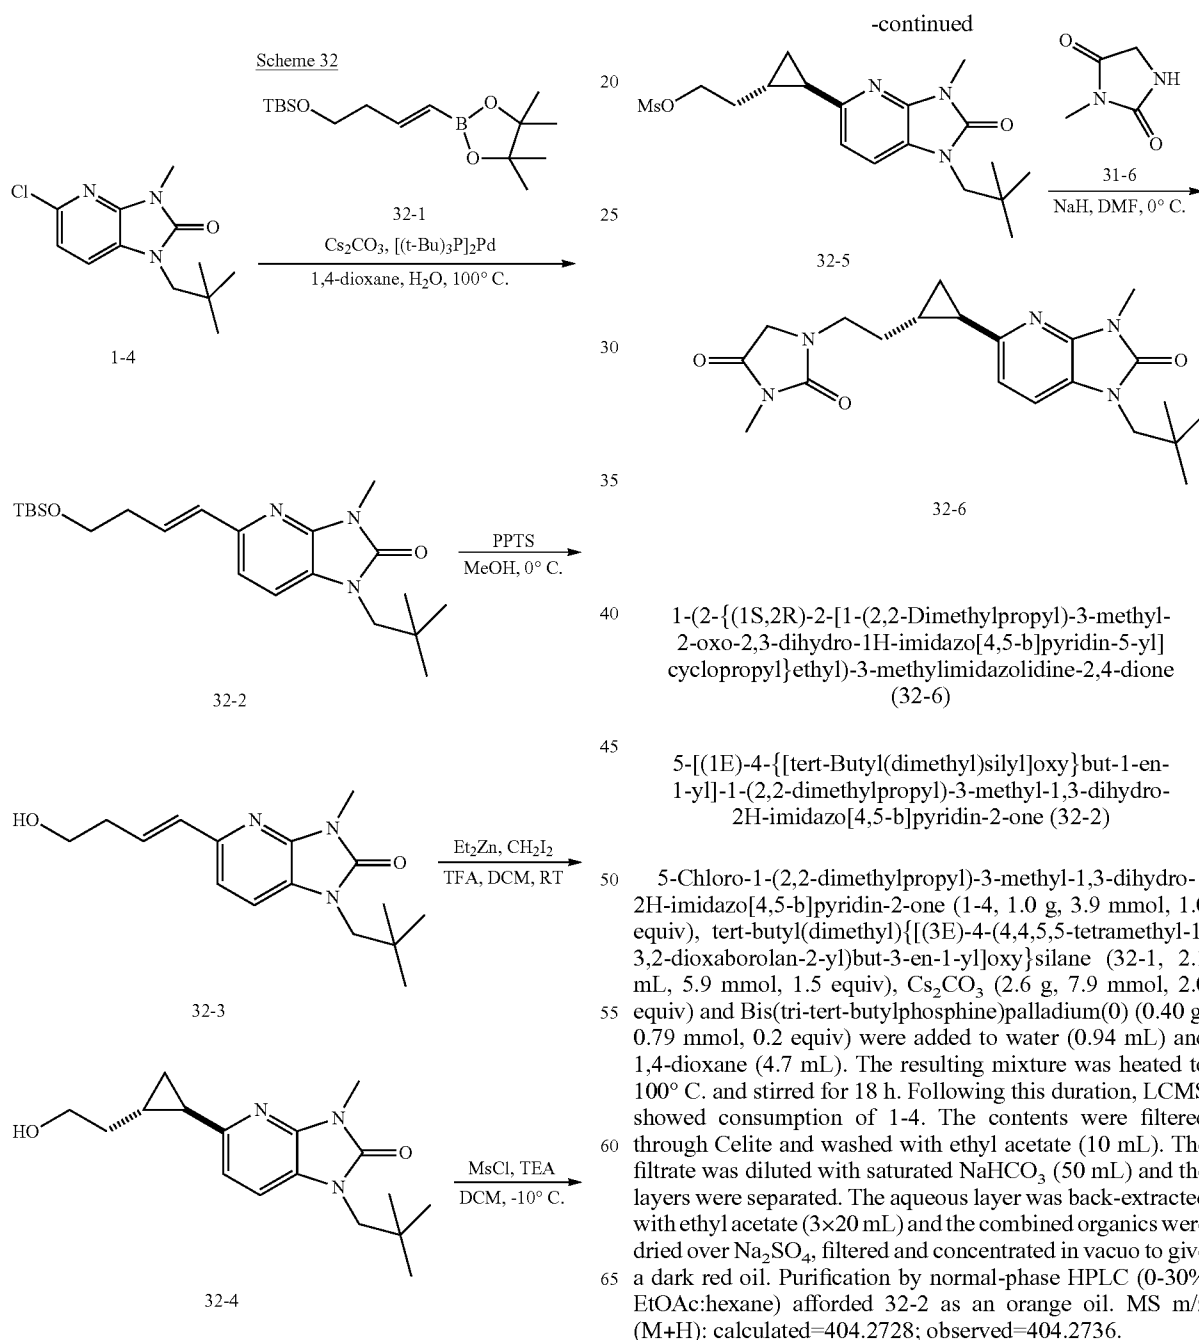 Scheme 32
TBSO
B
O
O
Cl
N
N
O
N
32-1
Cs2CO3, [(t-Bu)3P]2Pd
1,4-dioxane, H2O, 100° C.
1-4
TBSO
N
N
O
N
PPTS
MeOH, 0° C.
32-2
HO
N
N
O
N
Et2Zn, CH2I2
TFA, DCM, RT
32-3
HO
N
N
O
N
MsCl, TEA
DCM, -10° C.
32-4
20
25
30
35
40
45
50
55
60
65
-continued
MsO
N
N
O
N
O
NH
N
O
31-6
NaH, DMF, 0° C.
32-5
N
O
N
O
N
N
O
N
32-6
1-(2-{(1S,2R)-2-[1-(2,2-Dimethylpropyl)-3-methyl-
2-oxo-2,3-dihydro-1H-imidazo[4,5-b]pyridin-5-yl]
cyclopropyl}ethyl)-3-methylimidazolidine-2,4-dione
(32-6)
5-[(1E)-4-{[tert-Butyl(dimethyl)silyl]oxy}but-1-en-
1-yl]-1-(2,2-dimethylpropyl)-3-methyl-1,3-dihydro-
2H-imidazo[4,5-b]pyridin-2-one (32-2)
5-Chloro-1-(2,2-dimethylpropyl)-3-methyl-1,3-dihydro-
2H-imidazo[4,5-b]pyridin-2-one (1-4, 1.0 g, 3.9 mmol,
equiv), tert-butyl(dimethyl){[(3E)-4-(4,4,5,5-tetramethyl-1
3,2-dioxaborolan-2-yl)but-3-en-1-yl]oxy}silane (32-1,
mL, 5.9 mmol, 1.5 equiv), Cs2CO3 (2.6 g, 7.9 mmol,
equiv) and Bis(tri-tert-butylphosphine)palladium(0) (0.40 g
0.79 mmol, 0.2 equiv) were added to water (0.94 mL) and
1,4-dioxane (4.7 mL). The resulting mixture was heated
100° C. and stirred for 18 h. Following this duration, LCMS
showed consumption of 1-4. The contents were filtered
through Celite and washed with ethyl acetate (10 mL).
filtrate was diluted with saturated NaHCO3 (50 mL) and
layers were separated. The aqueous layer was back-extracted
with ethyl acetate (3×20 mL) and the combined organics
dried over Na2SO4, filtered and concentrated in vacuo to
a dark red oil. Purification by normal-phase HPLC (0-30%
EtOAc:hexane) afforded 32-2 as an orange oil. MS
(M+H): calculated=404.2728; observed=404.2736.